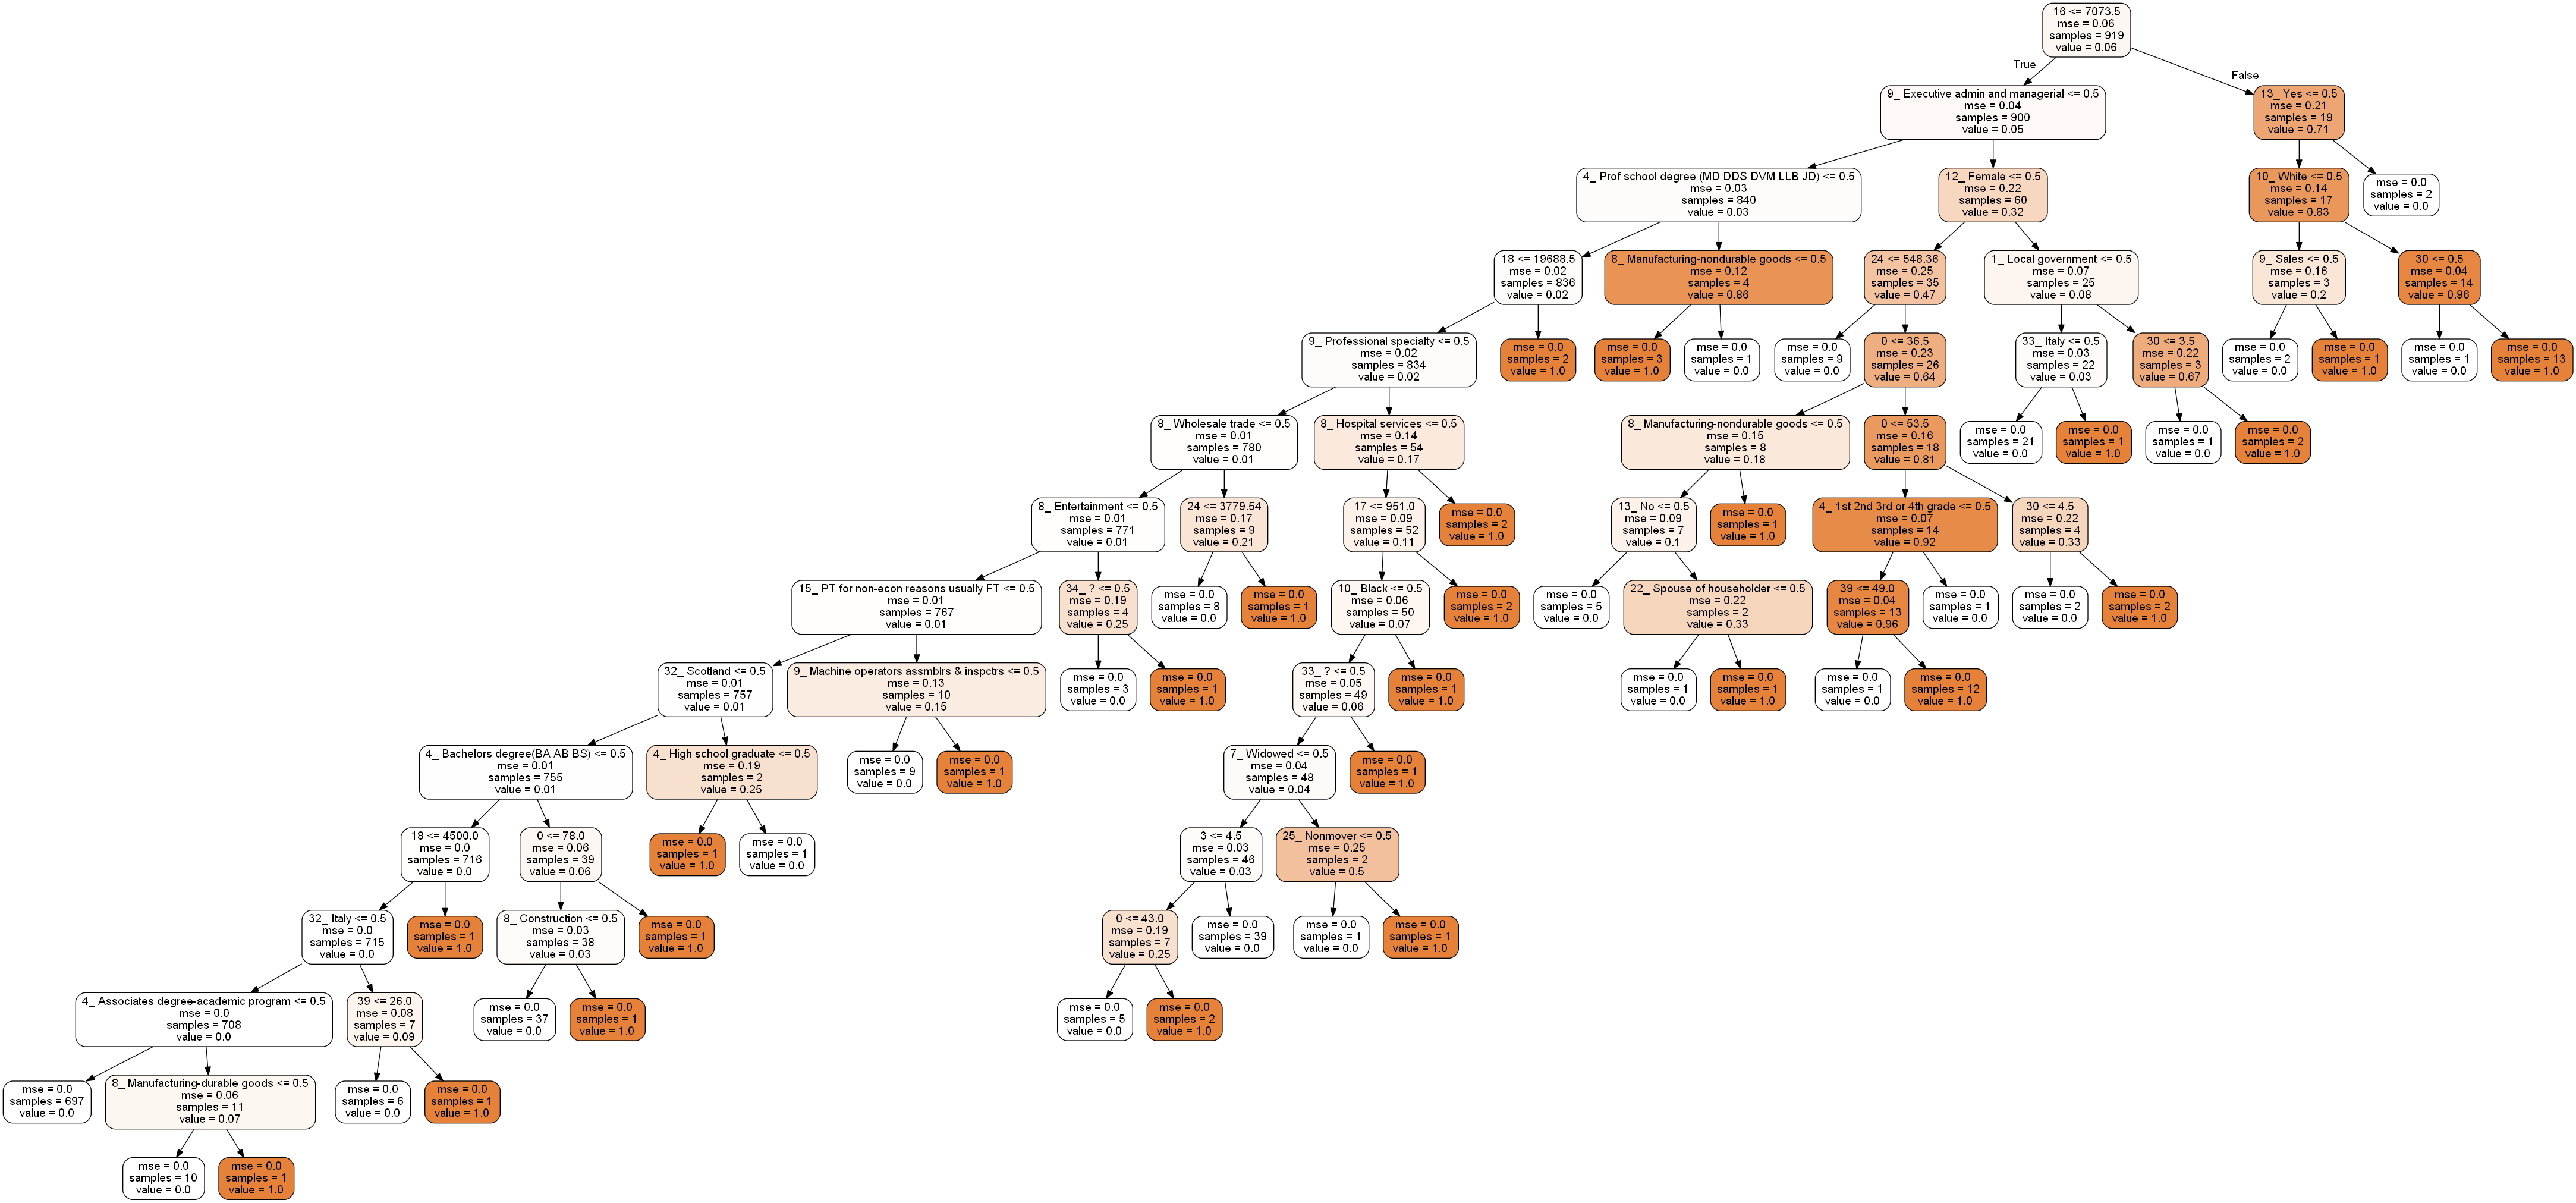 16 <= 7073.5
mse = 0.06
samples = 919
value = 0.06
True
False
9_ Executive admin and managerial <= 0.5
mse = 0.04
samples = 900
value = 0.05
13_ Yes <= 0.5
mse = 0.21
samples = 19
value = 0.71
4_ Prof school degree (MD DDS DVM LLB JD) <= 0.5
mse = 0.03
samples = 840
value = 0.03
12_ Female <= 0.5
mse = 0.22
samples = 60
value = 0.32
10_ White <= 0.5
mse = 0.14
samples = 17
value = 0.83
mse = 0.0
samples = 2
value = 0.0
18 <= 19688.5
mse = 0.02
samples = 836
value = 0.02
8_ Manufacturing-nondurable goods <= 0.5
mse = 0.12
samples = 4
value = 0.86
24 <= 548.36
mse = 0.25
samples = 35
value = 0.47
1_ Local government <= 0.5
mse = 0.07
samples = 25
value = 0.08
9_ Sales <= 0.5
mse = 0.16
samples = 3
value = 0.2
30 <= 0.5
mse = 0.04
samples = 14
value = 0.96
9_ Professional specialty <= 0.5
mse = 0.02
samples = 834
value = 0.02
mse = 0.0
samples = 2
value = 1.0
mse = 0.0
samples = 3
value = 1.0
mse = 0.0
samples = 1
value = 0.0
mse = 0.0
samples = 9
value = 0.0
0 <= 36.5
mse = 0.23
samples = 26
value = 0.64
33_ Italy <= 0.5
mse = 0.03
samples = 22
value = 0.03
30 <= 3.5
mse = 0.22
samples = 3
value = 0.67
mse = 0.0
samples = 2
value = 0.0
mse = 0.0
samples = 1
value = 1.0
mse = 0.0
samples = 1
value = 0.0
mse = 0.0
samples = 13
value = 1.0
8_ Wholesale trade <= 0.5
mse = 0.01
samples = 780
value = 0.01
8_ Hospital services <= 0.5
mse = 0.14
samples = 54
value = 0.17
8_ Manufacturing-nondurable goods <= 0.5
mse = 0.15
samples = 8
value = 0.18
0 <= 53.5
mse = 0.16
samples = 18
value = 0.81
mse = 0.0
samples = 21
value = 0.0
mse = 0.0
samples = 1
value = 1.0
mse = 0.0
samples = 1
value = 0.0
mse = 0.0
samples = 2
value = 1.0
8_ Entertainment <= 0.5
mse = 0.01
samples = 771
value = 0.01
24 <= 3779.54
mse = 0.17
samples = 9
value = 0.21
17 <= 951.0
mse = 0.09
samples = 52
value = 0.11
mse = 0.0
samples = 2
value = 1.0
13_ No <= 0.5
mse = 0.09
samples = 7
value = 0.1
mse = 0.0
samples = 1
value = 1.0
4_ 1st 2nd 3rd or 4th grade <= 0.5
mse = 0.07
samples = 14
value = 0.92
30 <= 4.5
mse = 0.22
samples = 4
value = 0.33
15_ PT for non-econ reasons usually FT <= 0.5
mse = 0.01
samples = 767
value = 0.01
34_ ? <= 0.5
mse = 0.19
samples = 4
value = 0.25
mse = 0.0
samples = 8
value = 0.0
mse = 0.0
samples = 1
value = 1.0
10_ Black <= 0.5
mse = 0.06
samples = 50
value = 0.07
mse = 0.0
samples = 2
value = 1.0
mse = 0.0
samples = 5
value = 0.0
22_ Spouse of householder <= 0.5
mse = 0.22
samples = 2
value = 0.33
39 <= 49.0
mse = 0.04
samples = 13
value = 0.96
mse = 0.0
samples = 1
value = 0.0
mse = 0.0
samples = 2
value = 0.0
mse = 0.0
samples = 2
value = 1.0
32_ Scotland <= 0.5
mse = 0.01
samples = 757
value = 0.01
9_ Machine operators assmblrs & inspctrs <= 0.5
mse = 0.13
samples = 10
value = 0.15
mse = 0.0
samples = 3
value = 0.0
mse = 0.0
samples = 1
value = 1.0
33_ ? <= 0.5
mse = 0.05
samples = 49
value = 0.06
mse = 0.0
samples = 1
value = 1.0
mse = 0.0
samples = 1
value = 0.0
mse = 0.0
samples = 1
value = 1.0
mse = 0.0
samples = 1
value = 0.0
mse = 0.0
samples = 12
value = 1.0
4_ Bachelors degree(BA AB BS) <= 0.5
mse = 0.01
samples = 755
value = 0.01
4_ High school graduate <= 0.5
mse = 0.19
samples = 2
value = 0.25
mse = 0.0
samples = 9
value = 0.0
mse = 0.0
samples = 1
value = 1.0
7_ Widowed <= 0.5
mse = 0.04
samples = 48
value = 0.04
mse = 0.0
samples = 1
value = 1.0
18 <= 4500.0
mse = 0.0
samples = 716
value = 0.0
0 <= 78.0
mse = 0.06
samples = 39
value = 0.06
mse = 0.0
samples = 1
value = 1.0
mse = 0.0
samples = 1
value = 0.0
3 <= 4.5
mse = 0.03
samples = 46
value = 0.03
25_ Nonmover <= 0.5
mse = 0.25
samples = 2
value = 0.5
32_ Italy <= 0.5
mse = 0.0
samples = 715
value = 0.0
mse = 0.0
samples = 1
value = 1.0
8_ Construction <= 0.5
mse = 0.03
samples = 38
value = 0.03
mse = 0.0
samples = 1
value = 1.0
0 <= 43.0
mse = 0.19
samples = 7
value = 0.25
mse = 0.0
samples = 39
value = 0.0
mse = 0.0
samples = 1
value = 0.0
mse = 0.0
samples = 1
value = 1.0
4_ Associates degree-academic program <= 0.5
mse = 0.0
samples = 708
value = 0.0
39 <= 26.0
mse = 0.08
samples = 7
value = 0.09
mse = 0.0
samples = 37
value = 0.0
mse = 0.0
samples = 1
value = 1.0
mse = 0.0
samples = 5
value = 0.0
mse = 0.0
samples = 2
value = 1.0
mse = 0.0
samples = 697
value = 0.0
8_ Manufacturing-durable goods <= 0.5
mse = 0.06
samples = 11
value = 0.07
mse = 0.0
samples = 6
value = 0.0
mse = 0.0
samples = 1
value = 1.0
mse = 0.0
samples = 10
value = 0.0
mse = 0.0
samples = 1
value = 1.0